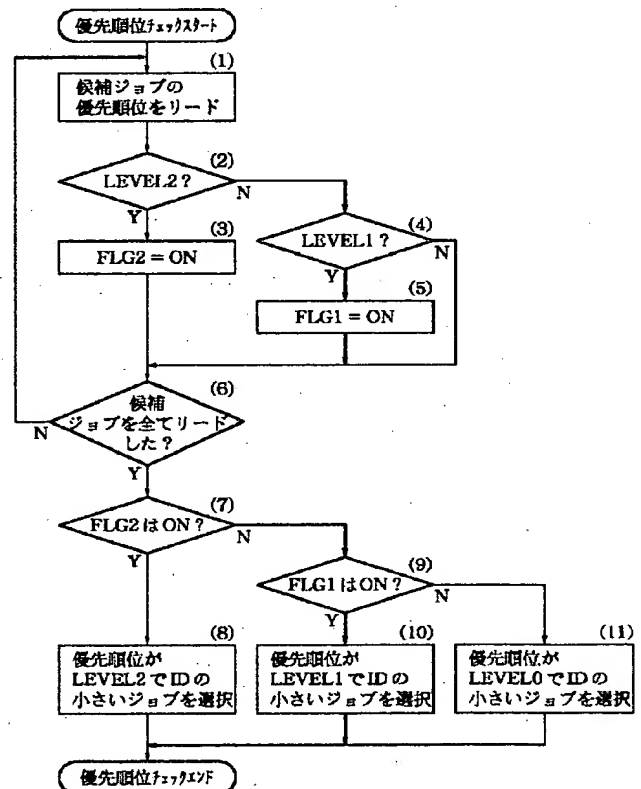 優先順位チェックスタート
(1)
候補ジョブの
優先順位をリード
(2)
LEVEL2?
N
Y
(3)
FLG2=ON
(4)
LEVEL1?
N
Y
(5)
FLG1=ON
(6)
候補
ジョブを全てリード
した?
N
Y
(7)
FLG2はON?
N
Y
(9)
FLG1はON?
N
Y
(8)
優先順位が
LEVEL2でIDの
小さいジョブを選択
(10)
優先順位が
LEVEL1でIDの
小さいジョブを選択
(11)
優先順位が
LEVEL0でIDの
小さいジョブを選択
優先順位チェックエンド